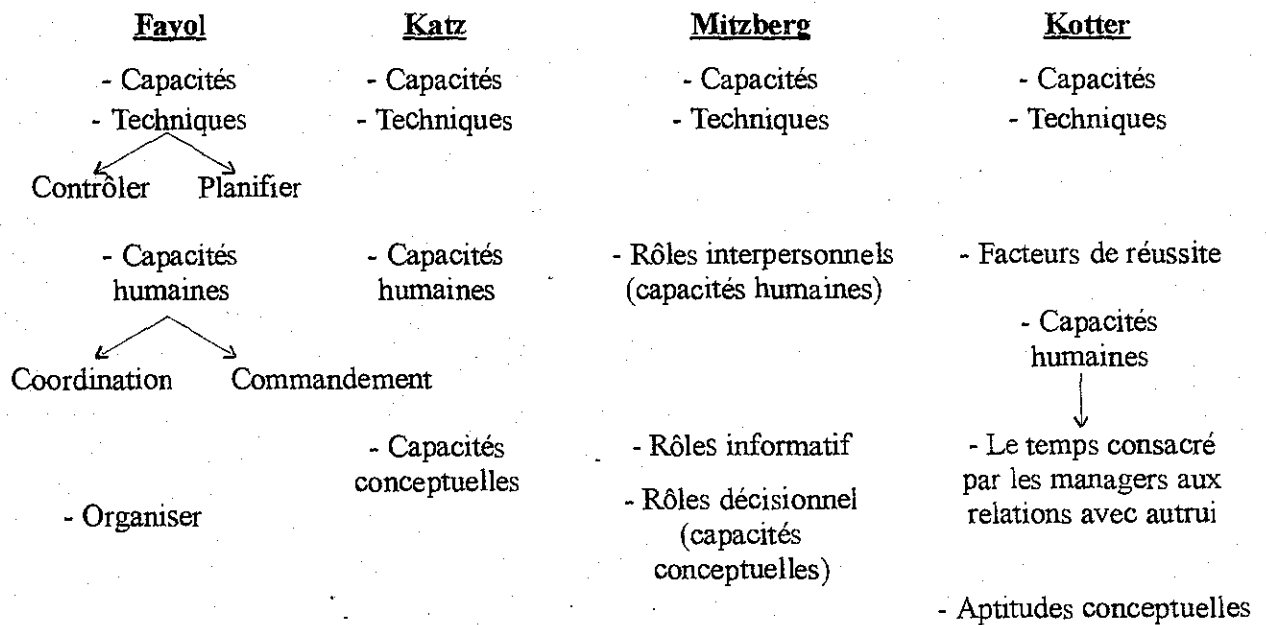 Fayol
- Capacités
- Techniques
Contrôler Planifier
- Capacités
humaines
Coordination Commandement
- Organiser
Katz
- Capacités
- Techniques
- Capacités
humaines
- Capacités
conceptuelles
Mitzberg
- Capacités
- Techniques
- Rôles interpersonnels
(capacités humaines)
- Rôles informatif
- Rôles décisionnel
(capacités
conceptuelles)
Kotter
- Capacités
- Techniques
- Facteurs de réussite
- Capacités
humaines
- Le temps consacré
par les managers aux
relations avec autrui
- Aptitudes conceptuelles